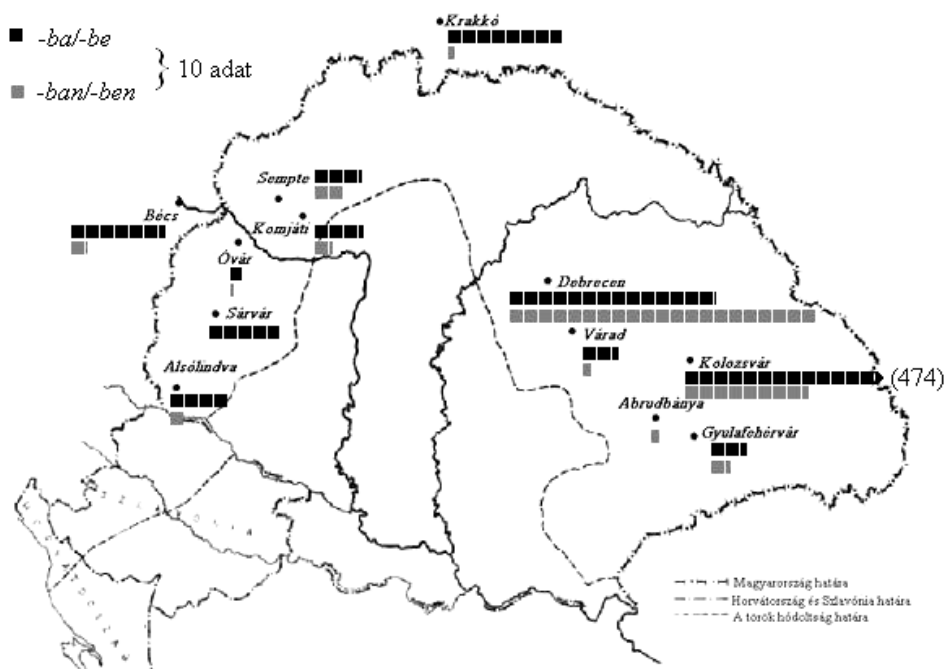 -ba/-be
10 adat
-ban/-ben
Krakkó
Sempte
Bécs
Komjáti
Óvár
Sárvár
Alsólindva
Debrecen
Várad
Kolozsvár
(474)
Abrudbánya
Gyulafehérvár
Magyarország határa
Horvátország és Szlavónia határa
A török hódoltság határa